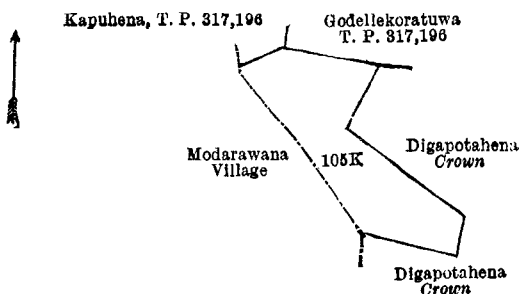 Kapuhena, T. P. 317,196
Godellekoratuwa
T. P. 317,196
Modarawana
Village
105K
Digapotahena
Crown
Digapotahena
Crown